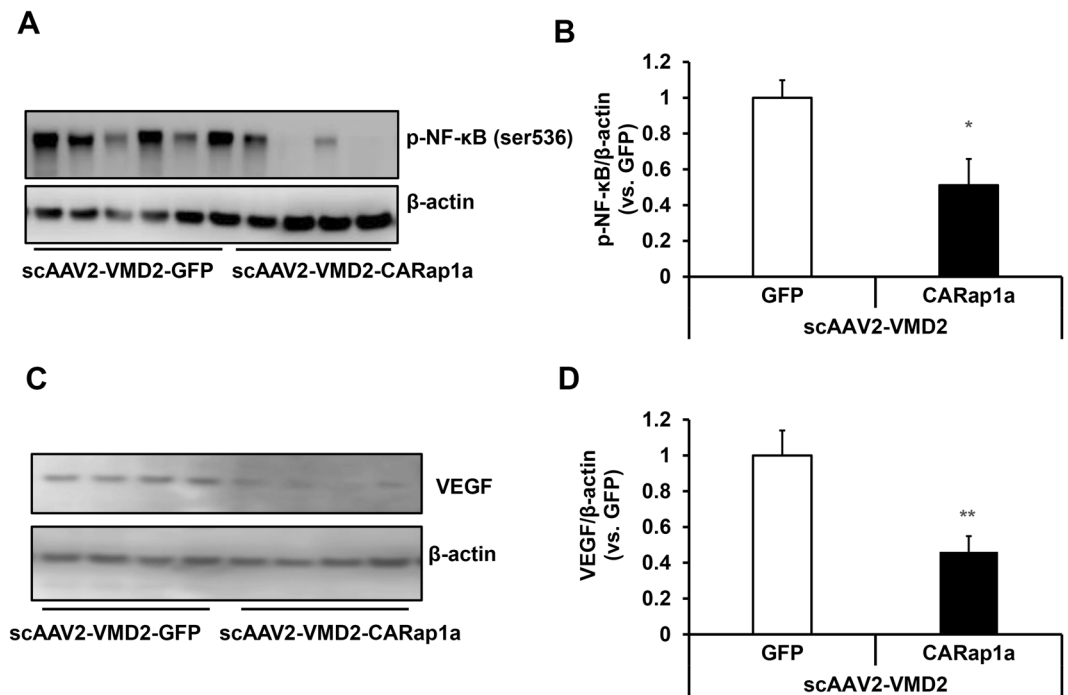 A
p-NF-κB (ser536)
β-actin
scAAV2-VMD2-GFP scAAV2-VMD2-CARap1a
B
p-NF-κB/β-actin
(vs. GFP)
1.2
1
0.8
0.6
0.4
0.2
0
*
GFP CARap1a
scAAV2-VMD2
C
VEGF
β-actin
scAAV2-VMD2-GFP scAAV2-VMD2-CARap1a
D
VEGF/β-actin
(vs. GFP)
1.2
1
0.8
0.6
0.4
0.2
0
**
GFP CARap1a
scAAV2-VMD2